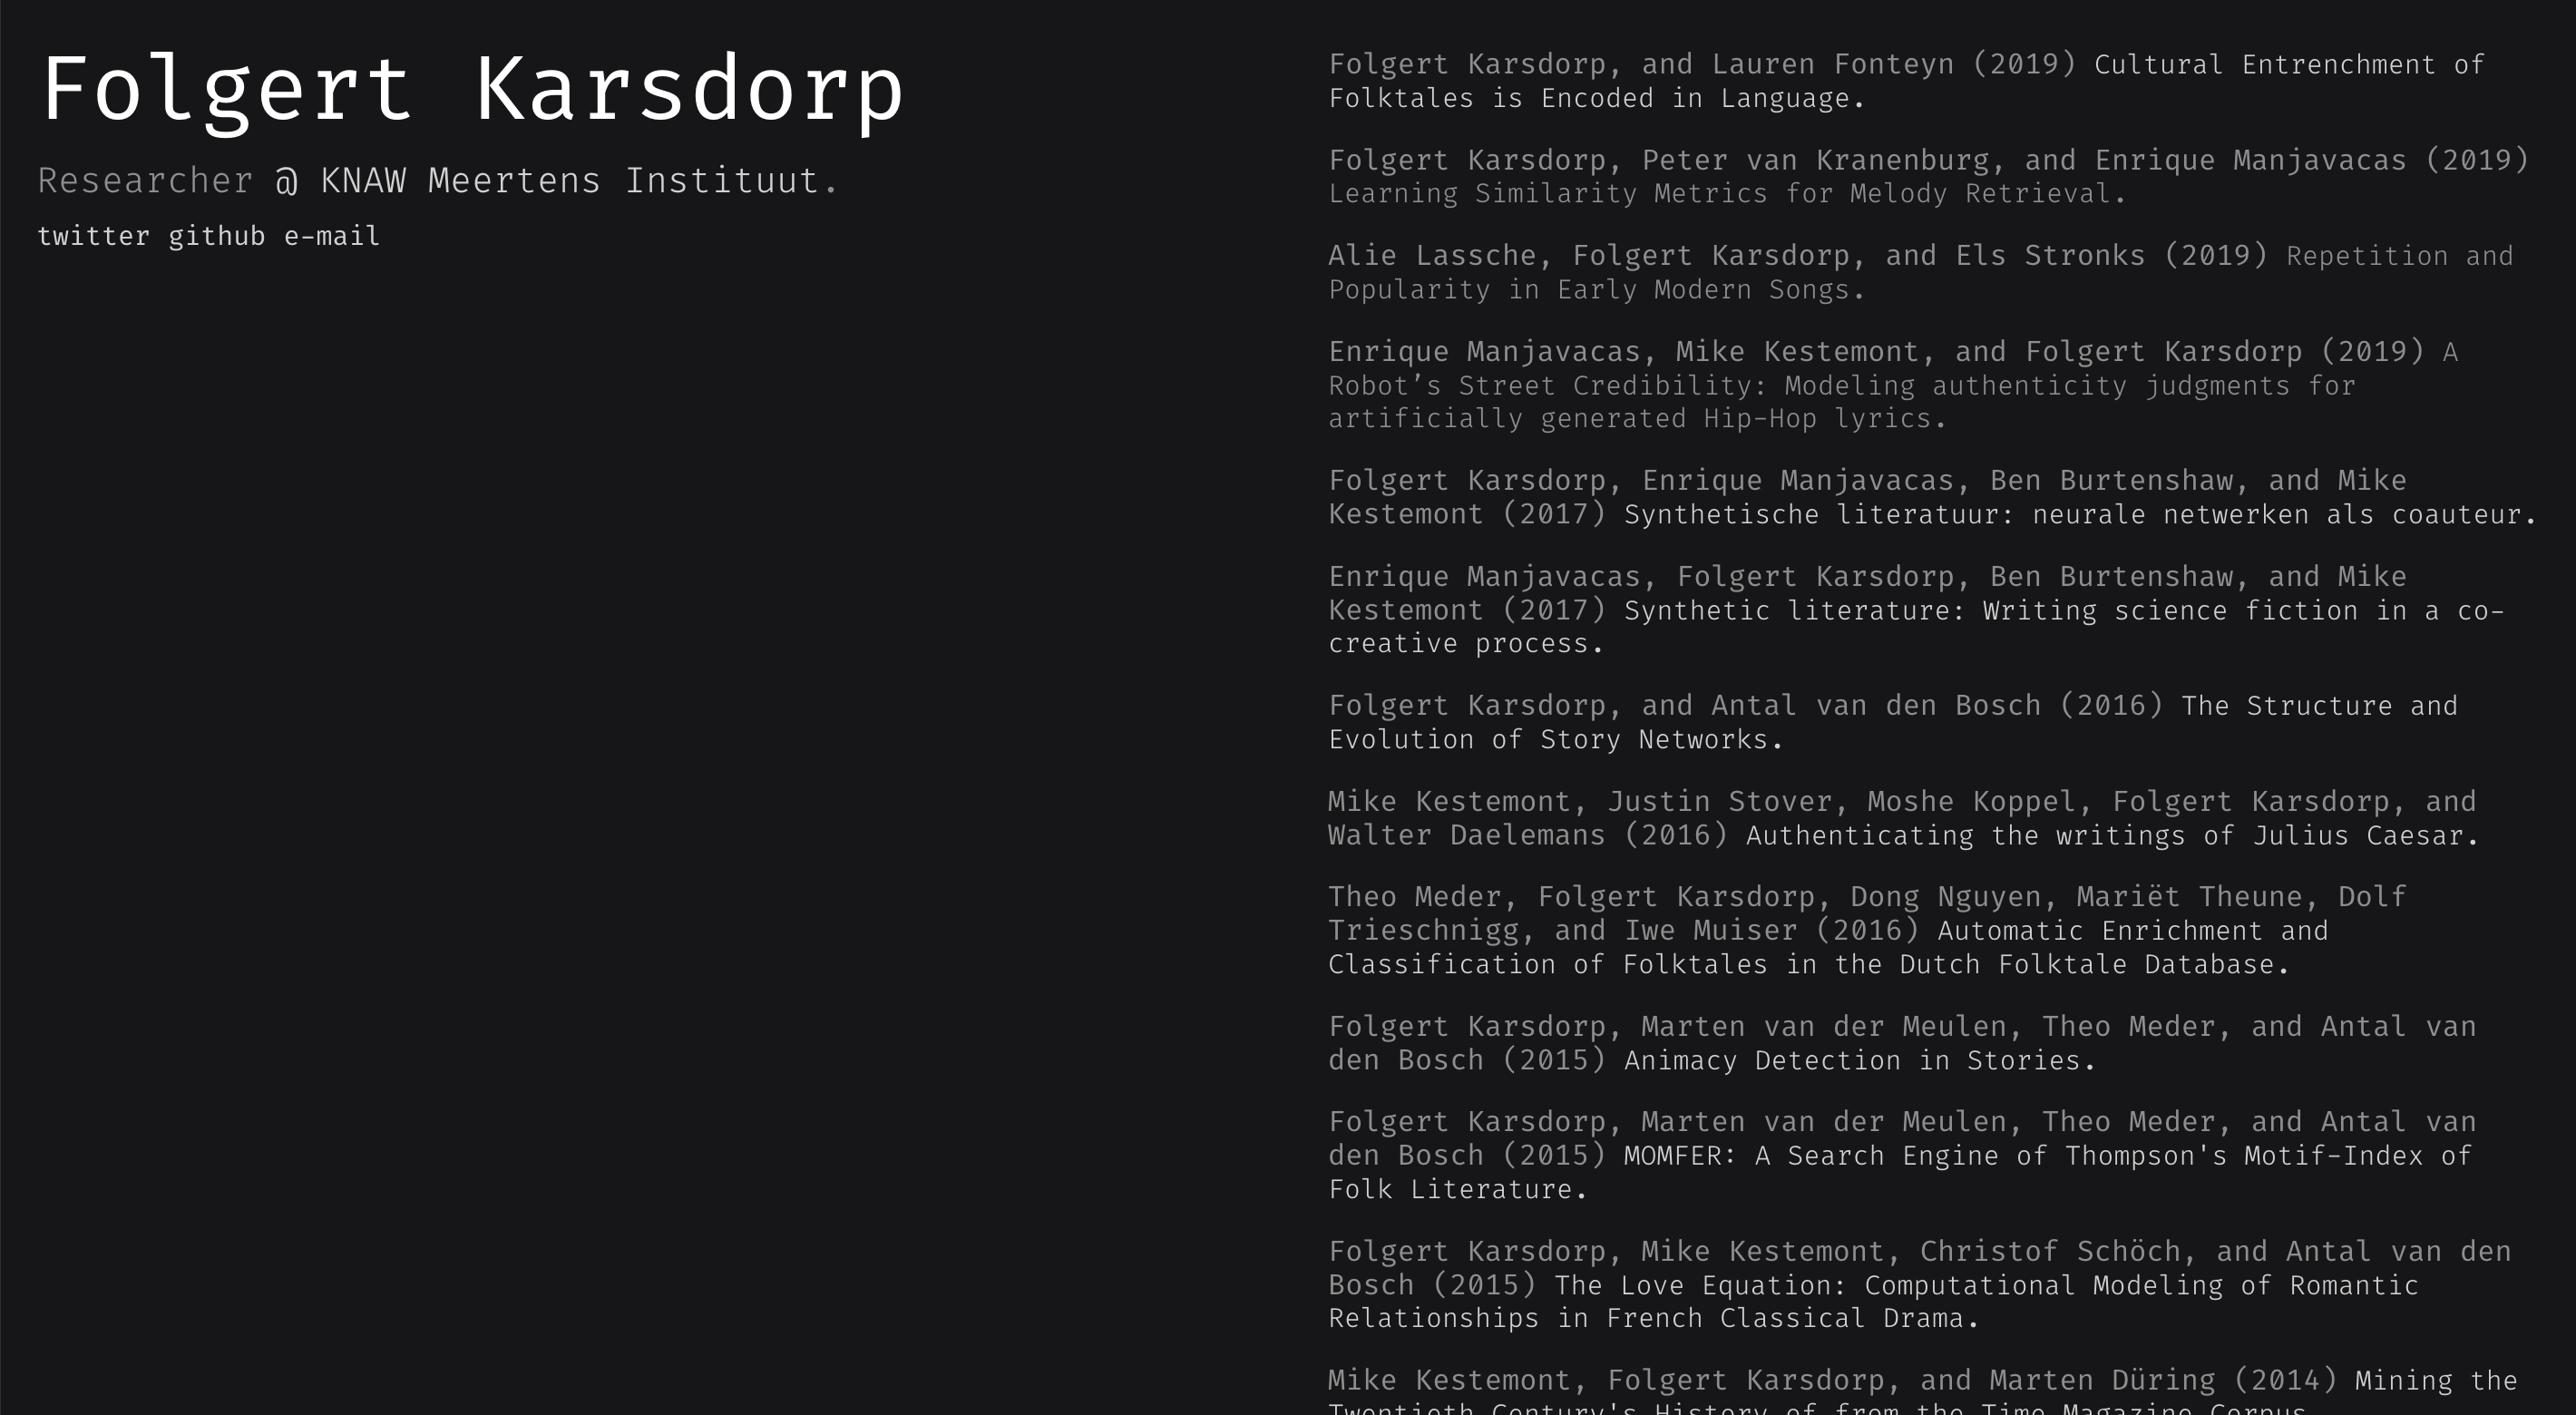 Folgert Karsdorp
Researcher @ KNAW Meertens Instituut.
twitter github e-mail
Folgert Karsdorp, and Lauren Fonteyn (2019) Cultural Entrenchment of
Folktales is Encoded in Language.
Folgert Karsdorp, Peter van Kranenburg, and Enrique Manjavacas (2019)
Learning Similarity Metrics for Melody Retrieval.
Alie Lassche, Folgert Karsdorp, and Els Stronks (2019) Repetition and
Popularity in Early Modern Songs.
Enrique Manjavacas, Mike Kestemont, and Folgert Karsdorp (2019) A
Robot’s Street Credibility: Modeling authenticity judgments for
artificially generated Hip-Hop lyrics.
Folgert Karsdorp, Enrique Manjavacas, Ben Burtenshaw, and Mike
Kestemont (2017) Synthetische literatuur: neurale netwerken als coauteur.
Enrique Manjavacas, Folgert Karsdorp, Ben Burtenshaw, and Mike
Kestemont (2017) Synthetic literature: Writing science fiction in a co-
creative process.
Folgert Karsdorp, and Antal van den Bosch (2016) The Structure and
Evolution of Story Networks.
Mike Kestemont, Justin Stover, Moshe Koppel, Folgert Karsdorp, and
Walter Daelemans (2016) Authenticating the writings of Julius Caesar.
Theo Meder, Folgert Karsdorp, Dong Nguyen, Mariët Theune, Dolf
Trieschnigg, and Iwe Muiser (2016) Automatic Enrichment and
Classification of Folktales in the Dutch Folktale Database.
Folgert Karsdorp, Marten van der Meulen, Theo Meder, and Antal van
den Bosch (2015) Animacy Detection in Stories.
Folgert Karsdorp, Marten van der Meulen, Theo Meder, and Antal van
den Bosch (2015) MOMFER: A Search Engine of Thompson's Motif-Index of
Folk Literature.
Folgert Karsdorp, Mike Kestemont, Christof Schöch, and Antal van den
Bosch (2015) The Love Equation: Computational Modeling of Romantic
Relationships in French Classical Drama.
Mike Kestemont, Folgert Karsdorp, and Marten Düring (2014) Mining the
Twentieth Century's History of from the Time Magazine Corpus.